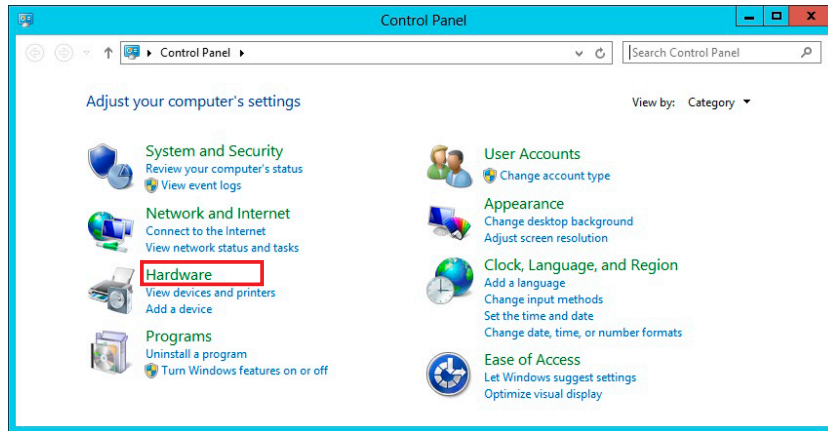 Control Panel
Control Panel
Search Control Panel
Adjust your computer's settings
View by: Category
System and Security
Review your computer's status
View event logs
Network and Internet
Connect to the Internet
View network status and tasks
Hardware
View devices and printers
Add a device
Programs
Uninstall a program
Turn Windows features on or off
User Accounts
Change account type
Appearance
Change desktop background
Adjust screen resolution
Clock, Language, and Region
Add a language
Change input methods
Set the time and date
Change date, time, or number formats
Ease of Access
Let Windows suggest settings
Optimize visual display